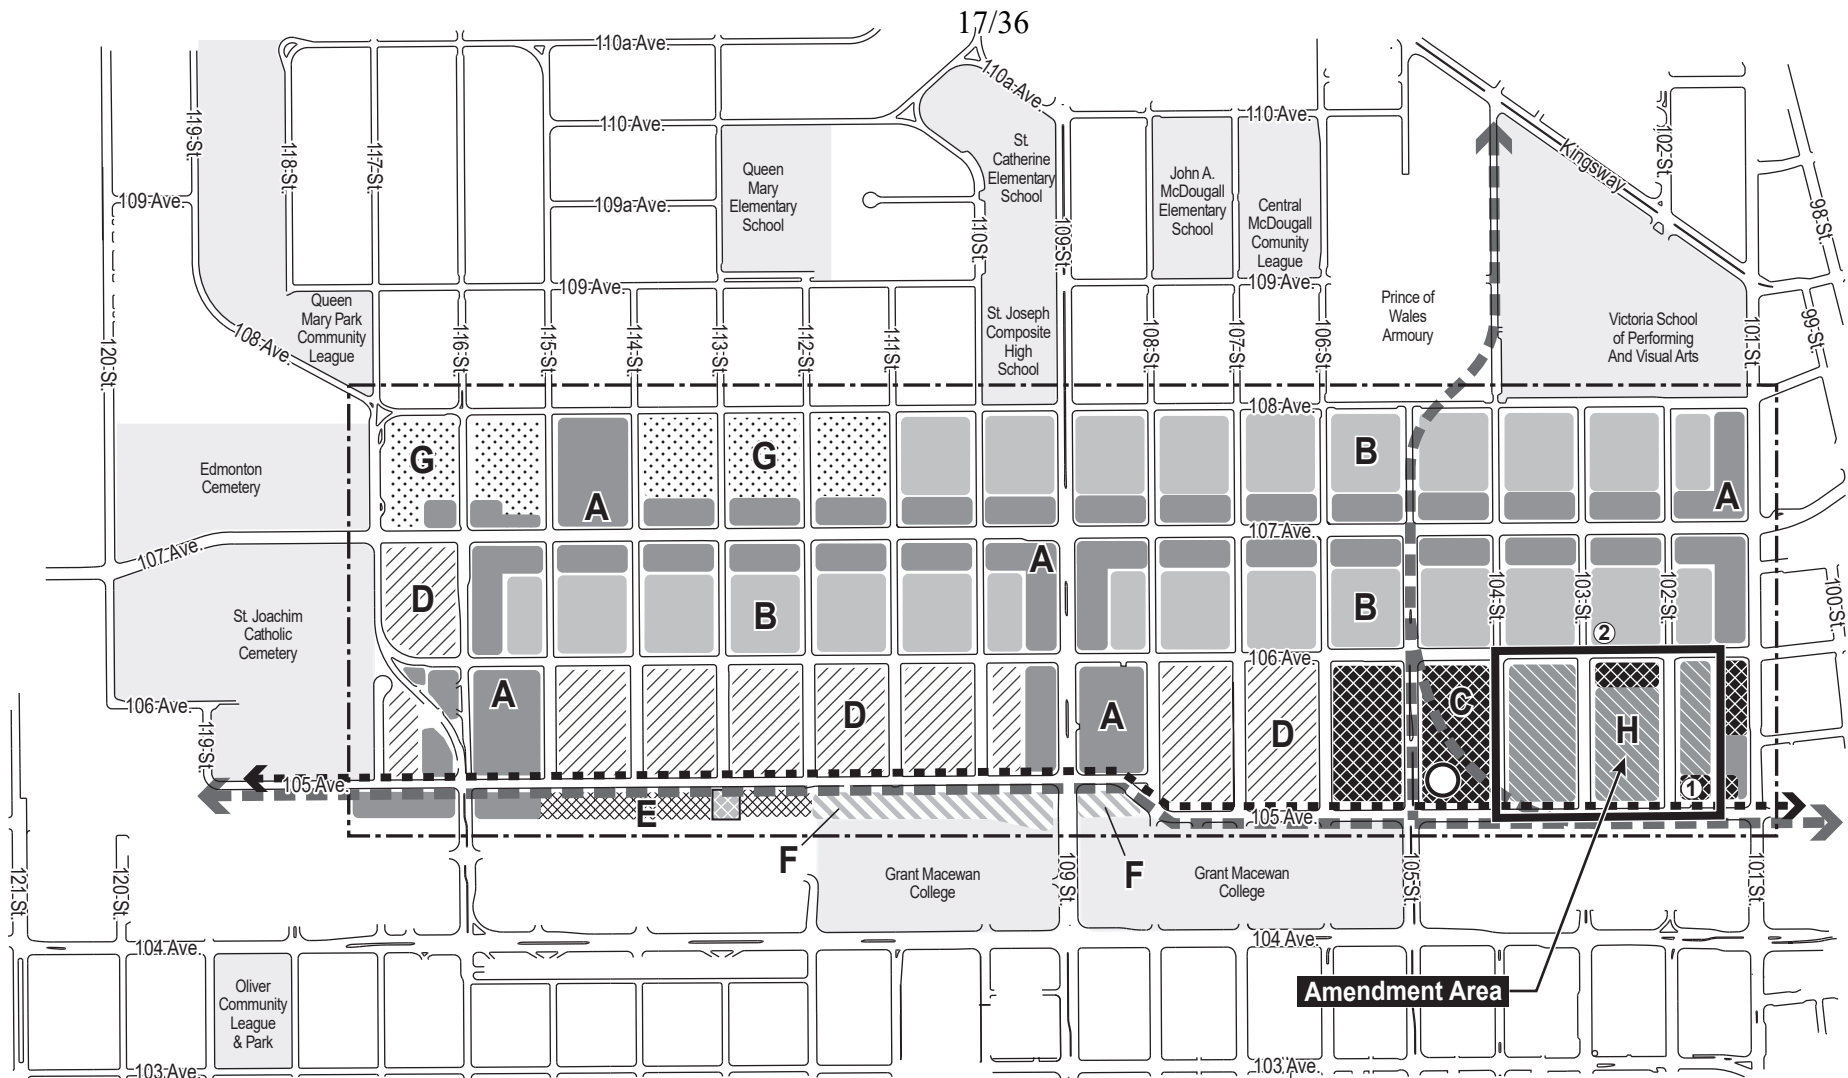 17/36
110a Ave.
110a Ave.
119 St.
118 St.
117 St.
110 Ave.
110 Ave.
102 St.
Kingsway
St.
Catherine
Elementary
School
Queen
Mary
Elementary
School
John A.
McDougall
Elementary
School
Central
McDougall
Comunity
League
109 Ave.
109a Ave.
110 St
109 St.
98 St.
109 Ave.
109 Ave.
Queen
Mary Park
Community
League
108 Ave.
120 St.
116 St.
115 St.
114 St.
113 St.
112 St.
111 St.
St. Joseph
Composite
High
School
108 St.
107 St.
106 St.
Prince of
Wales
Armoury
Victoria School
of Performing
And Visual Arts
101 St.
99 St.
108 Ave.
G
G
B
A
A
Edmonton
Cemetery
107 Ave.
107 Ave.
A
D
B
B
104 St.
103 St.
102 St.
100 St.
2
St. Joachim
Catholic
Cemetery
106 Ave.
106 Ave.
119 St.
A
D
A
D
C
H
1
105 Ave.
E
105 Ave.
F
F
Grant Macewan
College
Grant Macewan
College
121 St.
120 St.
109 St.
105 St.
101 St.
104 Ave.
104 Ave.
Amendment Area
Oliver
Community
League
& Park
103 Ave.
103 Ave.